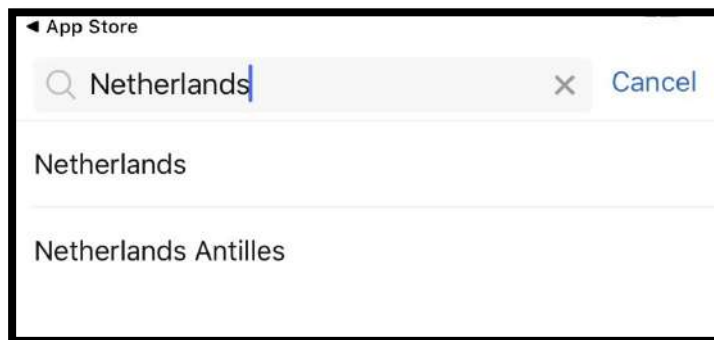 ◀ App Store
Netherlands
Cancel
Netherlands
Netherlands Antilles